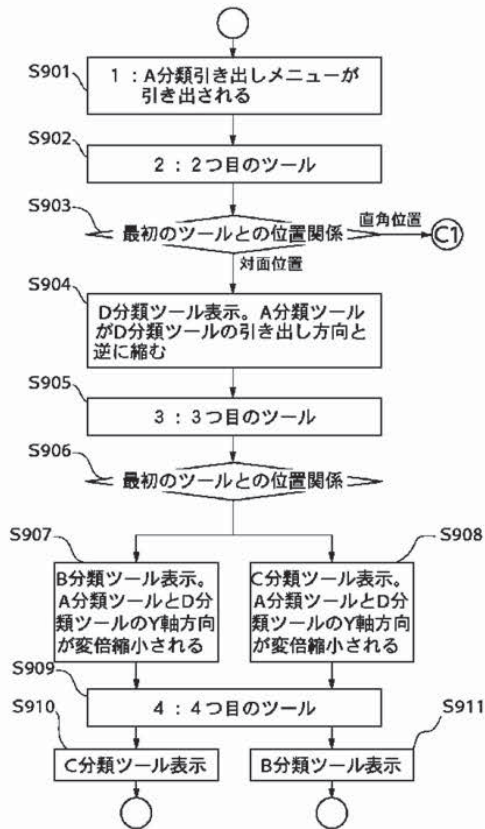 S901
1：A分類引き出しメニューが
引き出される
S902
2：2つ目のツール
S903
最初のツールとの位置関係
直角位置
C1
対面位置
S904
D分類ツール表示。A分類ツール
がD分類ツールの引き出し方向と
逆に縮む
S905
3：3つ目のツール
S906
最初のツールとの位置関係
S907
B分類ツール表示。
A分類ツールとD分
類ツールのY軸方向
が変倍縮小される
S908
C分類ツール表示。
A分類ツールとD分
類ツールのY軸方向
が変倍縮小される
S909
4：4つ目のツール
S910
C分類ツール表示
S911
B分類ツール表示